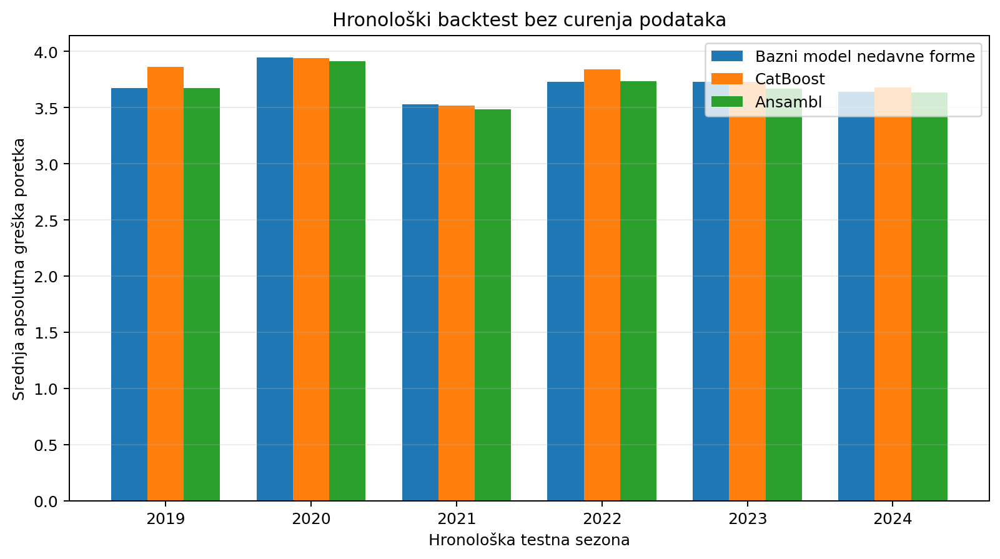 Hronološki backtest bez curenja podataka
Bazni model nedavne forme
CatBoost
Ansambl
Srednja apsolutna greška poretka
4.0
3.5
3.0
2.5
2.0
1.5
1.0
0.5
0.0
2019 2020 2021 2022 2023 2024
Hronološka testna sezona